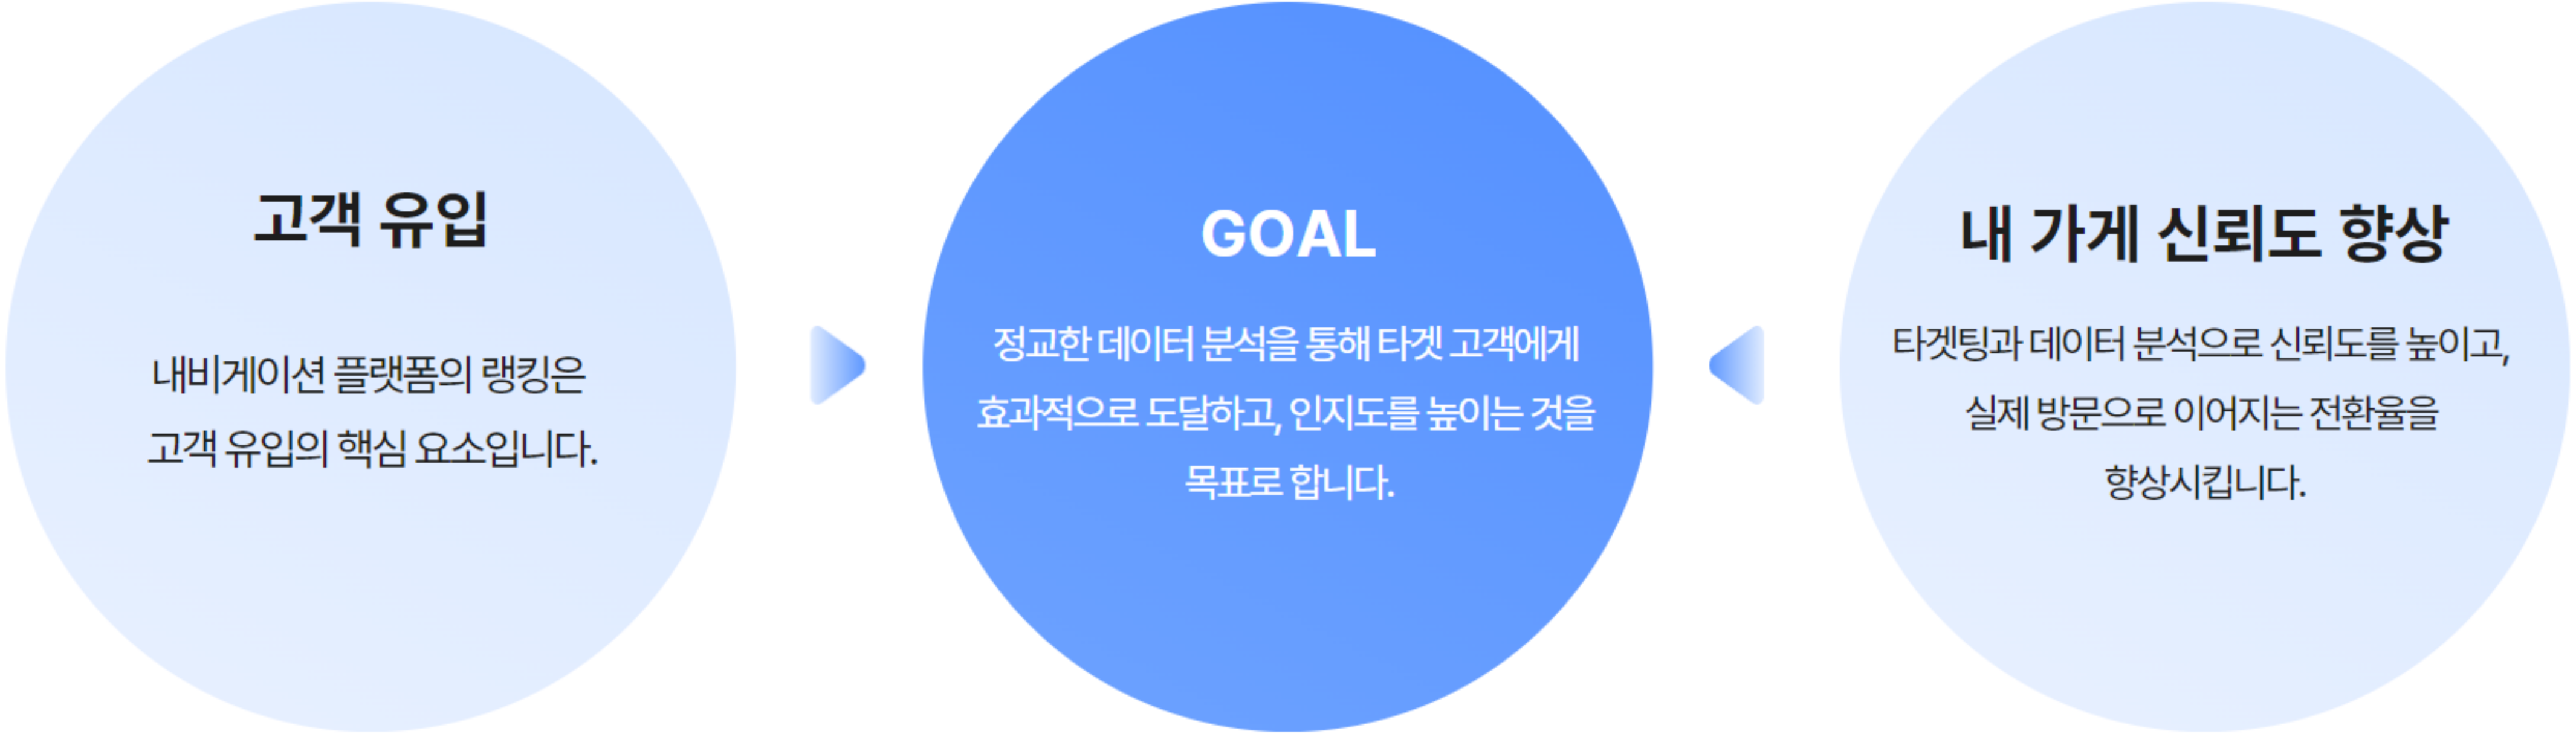 고객 유입
내비게이션 플랫폼의 랭킹은
고객 유입의 핵심 요소입니다.
GOAL
정교한 데이터 분석을 통해 타겟 고객에게
효과적으로 도달하고, 인지도를 높이는 것을
목표로 합니다.
내 가게 신뢰도 향상
타겟팅과 데이터 분석으로 신뢰도를 높이고,
실제 방문으로 이어지는 전환율을
향상시킵니다.